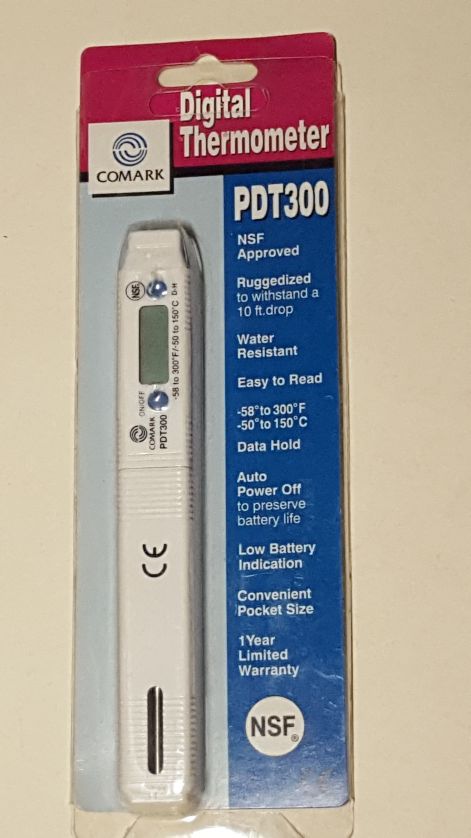 Digital
Thermometer
COMARK
PDT300
NSF
Approved
Ruggedized
to withstand a
10 ft.drop
Water
Resistant
Easy to Read
-58°to 300°F
-50°to 150°C
Data Hold
Auto
Power Off
to preserve
battery life
Low Battery
Indication
Convenient
Pocket Size
1Year
Limited
Warranty
NSF®
NSF
D-H
-58 to 300°F/-50 to 150°C
ON/OFF
COMARK
PDT300
CE